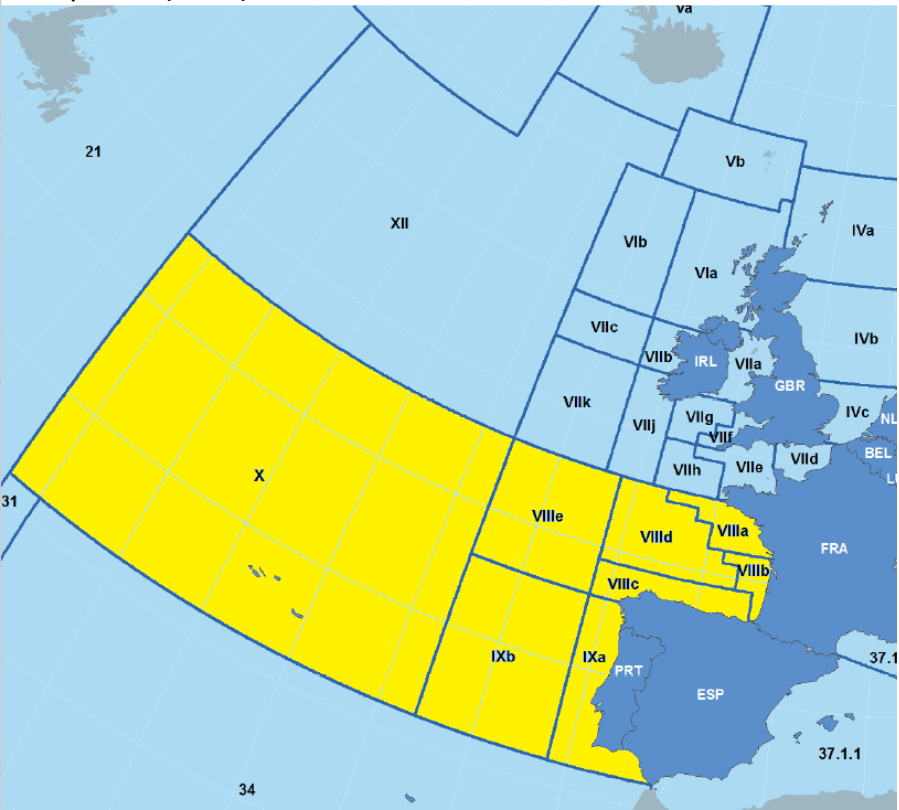 Va
21
Vb
XII
IVa
VIb
VIa
VIIc
VIIb
IRL
VIIa
IVb
GBR
VIIk
VIIj
VIIg
VIIf
IVc
NL
BEL
VIId
VIIe
VIIh
X
31
VIIIe
VIIId
VIIIa
FRA
VIIIb
VIIIc
IXb
IXa
PRT
ESP
37.1
37.1.1
34